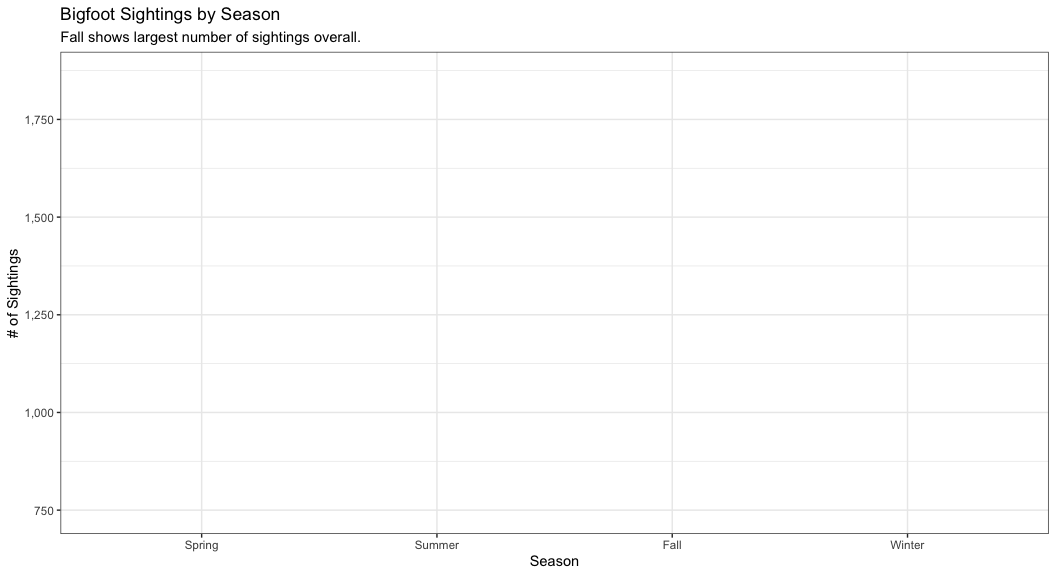 Bigfoot Sightings by Season
Fall shows largest number of sightings overall.
# of Sightings
1,750
1,500
1,250
1,000
750
Spring Summer Fall Winter
Season